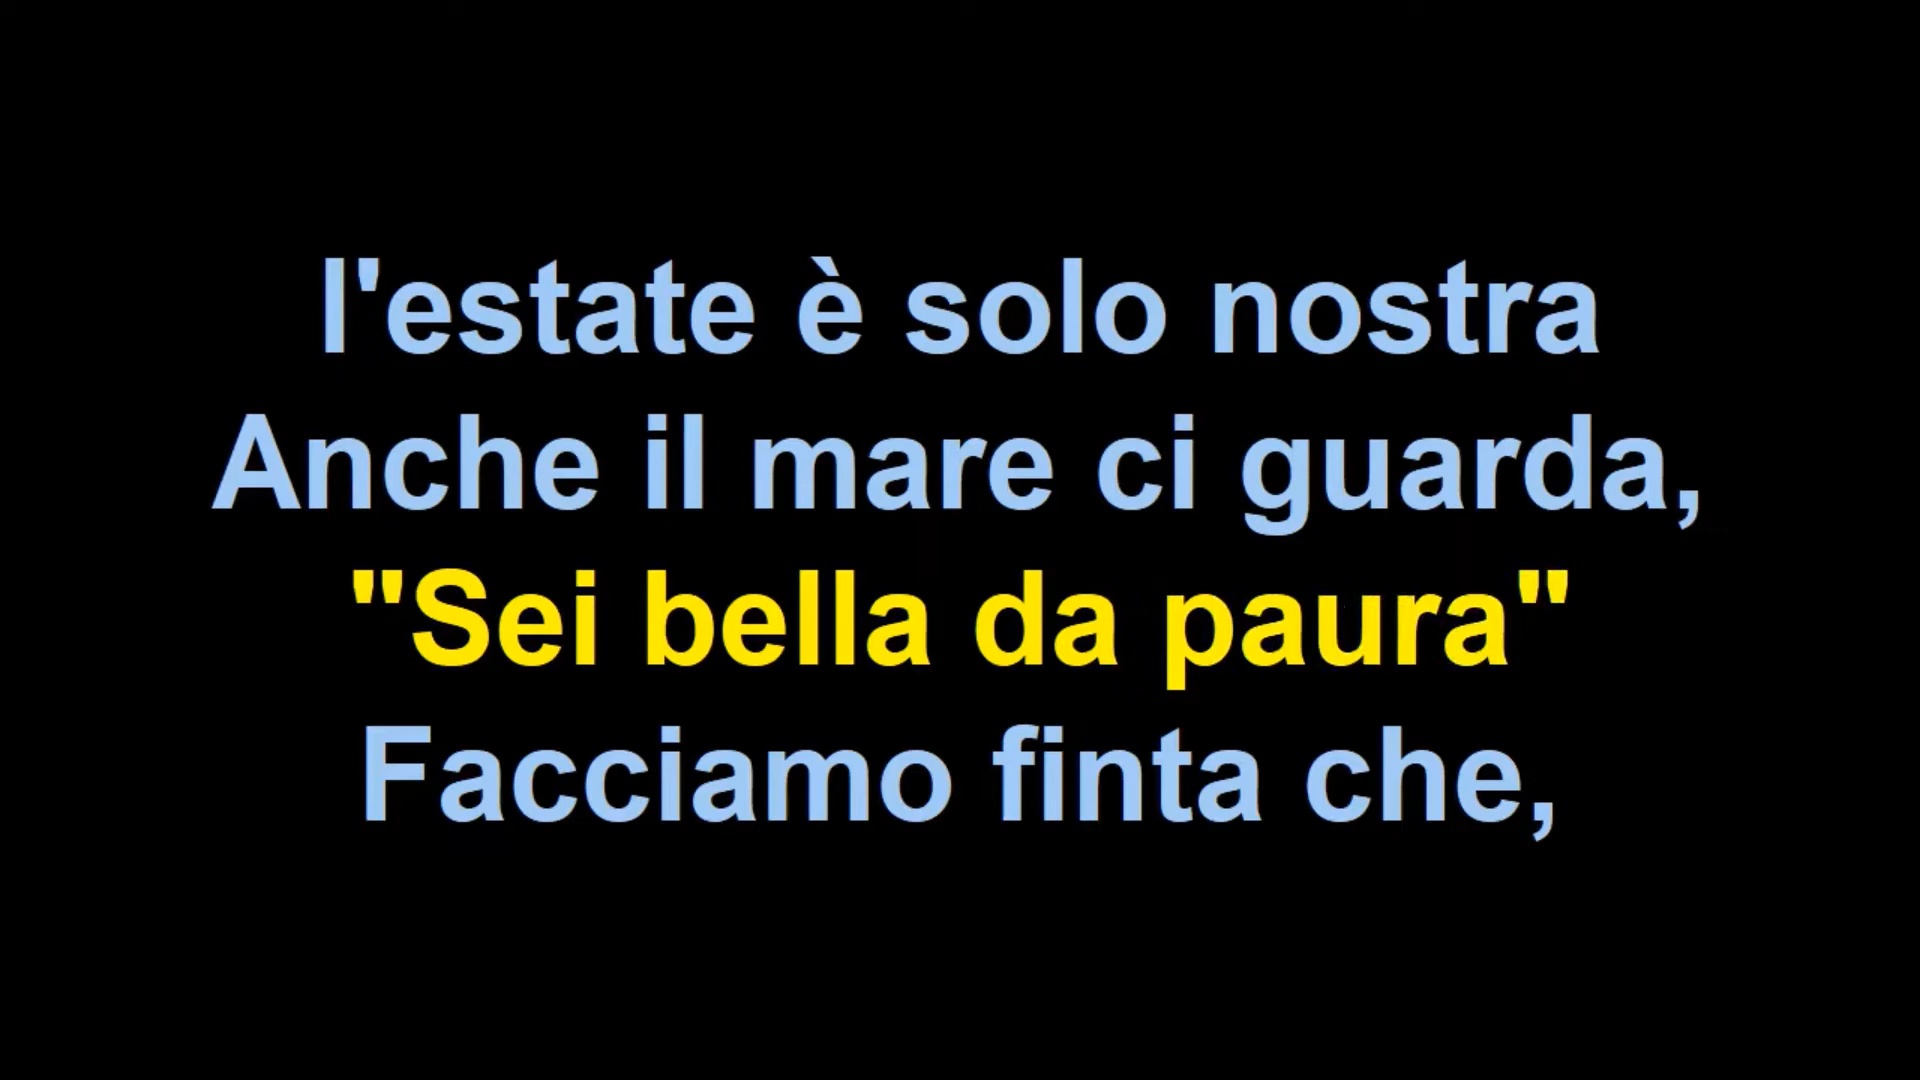 l'estate è solo nostra
Anche il mare ci guarda,
"Sei bella da paura"
Facciamo finta che,